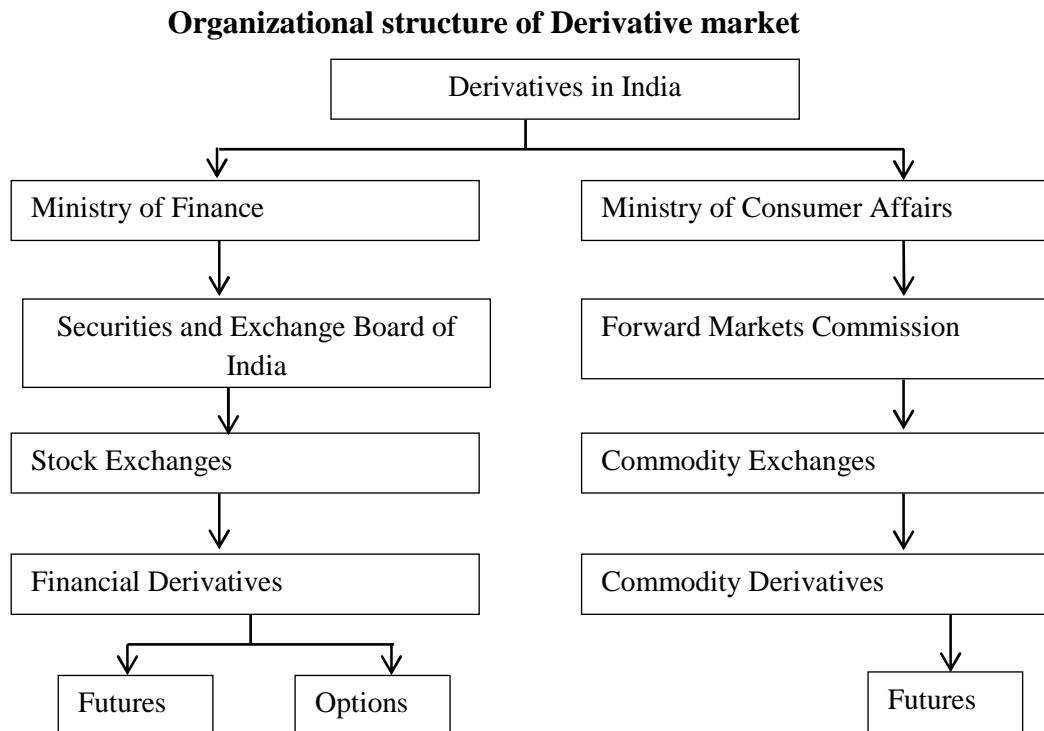 Organizational structure of Derivative market
Derivatives in India
Ministry of Finance
Ministry of Consumer Affairs
Securities and Exchange Board of
India
Forward Markets Commission
Stock Exchanges
Commodity Exchanges
Financial Derivatives
Commodity Derivatives
Futures
Options
Futures